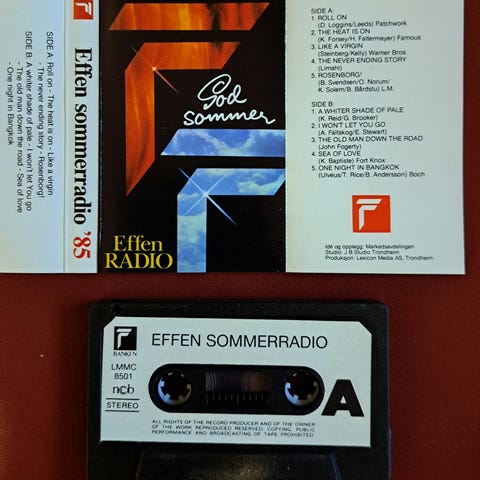 SIDE A: Roll on - The heat is on - Like a virgin
- The never ending story - Rosenborg!
SIDE B: A whiter shade of pale - I won't let You go
- The old man down the road - Sea of love
- One night in Bangkok
Effen sommerradio '85
God
sommer
Effen
RADIO
SIDE A:
1. ROLL ON
(D. Loggins/Leeds) Patchwork
2. THE HEAT IS ON
(K. Forsey/H. Faltermeyer) Famous
3. LIKE A VIRGIN
(Steinberg/Kelly) Warner Bros
4. THE NEVER ENDING STORY
(Limahl)
5. ROSENBORG!
(B. Svendsen/O. Norum/
K. Solem/B. Bårdstu) L.M.
SIDE B:
1. A WHITER SHADE OF PALE
(K. Reid/G. Brooker)
2. I WON'T LET YOU GO
(A. Fältskog/E. Stewart)
3. THE OLD MAN DOWN THE ROAD
(John Fogerty)
4. SEA OF LOVE
(K. Baptiste) Fort Knox
5. ONE NIGHT IN BANGKOK
(Ulveus/T. Rice/B. Andersson) Boch
Idé og opplegg: Markedsavdelingen
Studio: J B Studio Trondheim
Produksjon: Lexicon Media AS, Trondheim
BANKEN
EFFEN SOMMERRADIO
LMMC
8501
ncb
STEREO
A
ALL RIGHTS OF THE RECORD PRODUCER AND OF THE OWNER
OF THE WORK REPRODUCED RESERVED. COPYING, PUBLIC
PERFORMANCE AND BROADCASTING OF TAPE PROHIBITED.